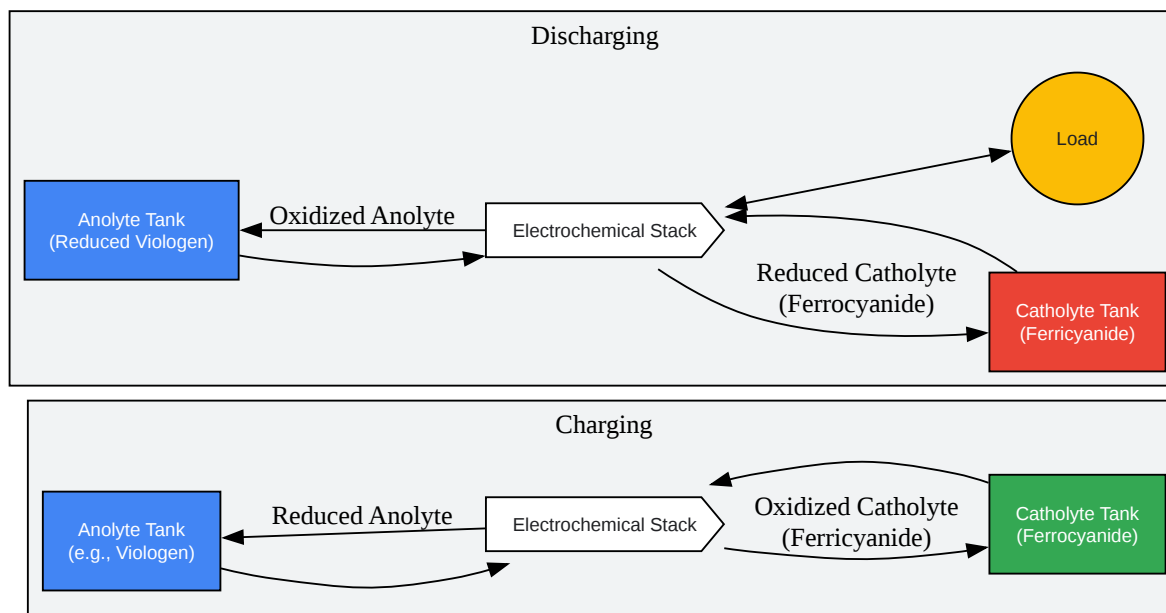 Discharging
Load
Anolyte Tank
(Reduced Viologen)
Oxidized Anolyte
Electrochemical Stack
Reduced Catholyte
(Ferrocyanide)
Catholyte Tank
(Ferricyanide)
Charging
Anolyte Tank
(e.g., Viologen)
Reduced Anolyte
Electrochemical Stack
Oxidized Catholyte
(Ferricyanide)
Catholyte Tank
(Ferrocyanide)